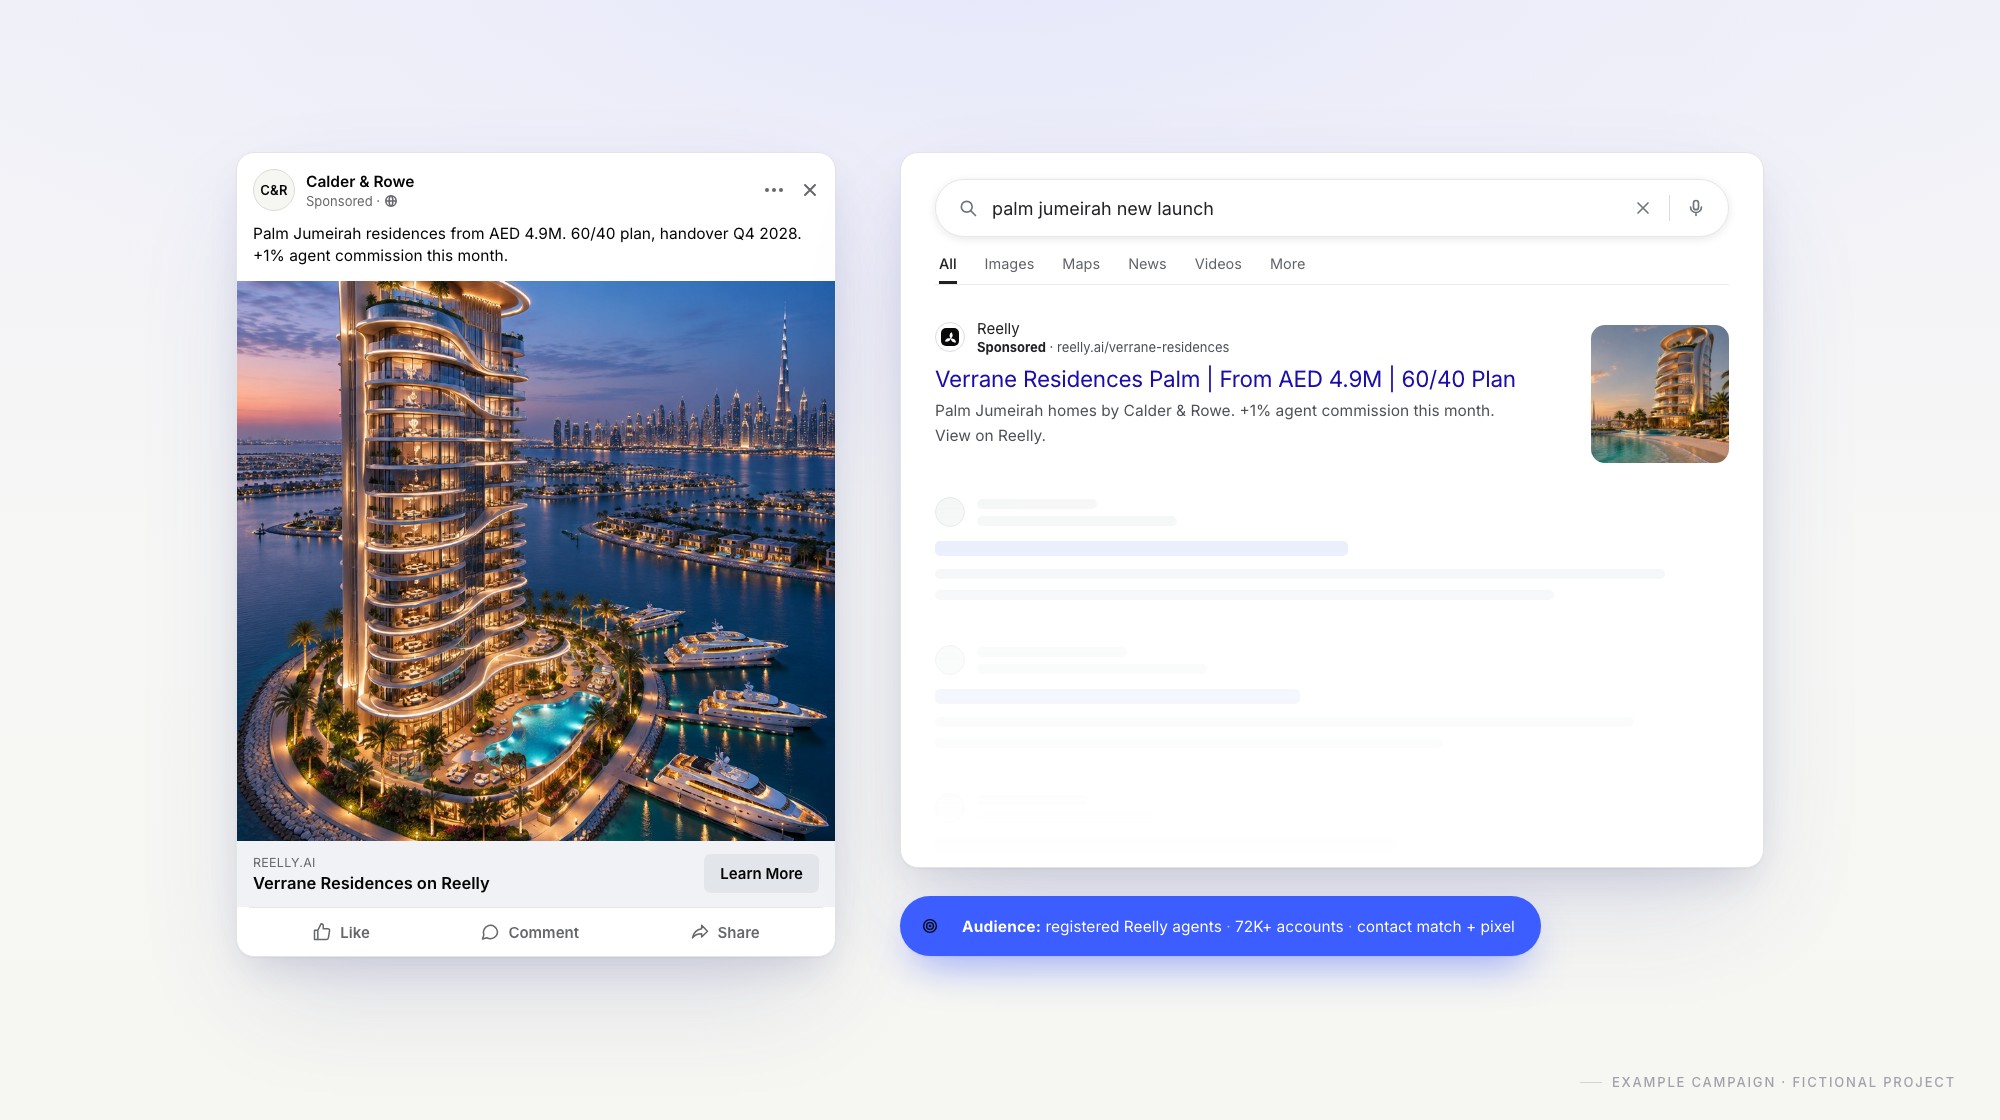 C&R
Calder & Rowe
Sponsored ·
Palm Jumeirah residences from AED 4.9M. 60/40 plan, handover Q4 2028.
+1% agent commission this month.
REELLY.AI
Verrane Residences on Reelly
Learn More
Like
Comment
Share
palm jumeirah new launch
All
Images
Maps
News
Videos
More
Reelly
Sponsored · reelly.ai/verrane-residences
Verrane Residences Palm | From AED 4.9M | 60/40 Plan
Palm Jumeirah homes by Calder & Rowe. +1% agent commission this month.
View on Reelly.
Audience: registered Reelly agents · 72K+ accounts · contact match + pixel
EXAMPLE CAMPAIGN · FICTIONAL PROJECT